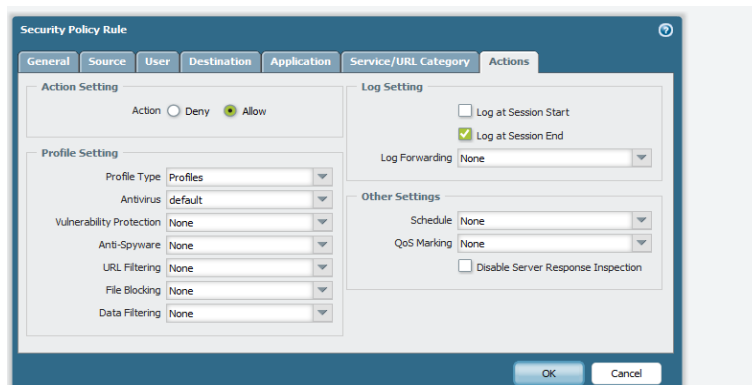 Security Policy Rule
General Source User Destination Application Service/URL Category Actions
Action Setting
Action Deny Allow
Profile Setting
Profile Type Profiles
Antivirus default
Vulnerability Protection None
Anti-Spyware None
URL Filtering None
File Blocking None
Data Filtering None
Log Setting
Log at Session Start
Log at Session End
Log Forwarding None
Other Settings
Schedule None
QoS Marking None
Disable Server Response Inspection
OK Cancel